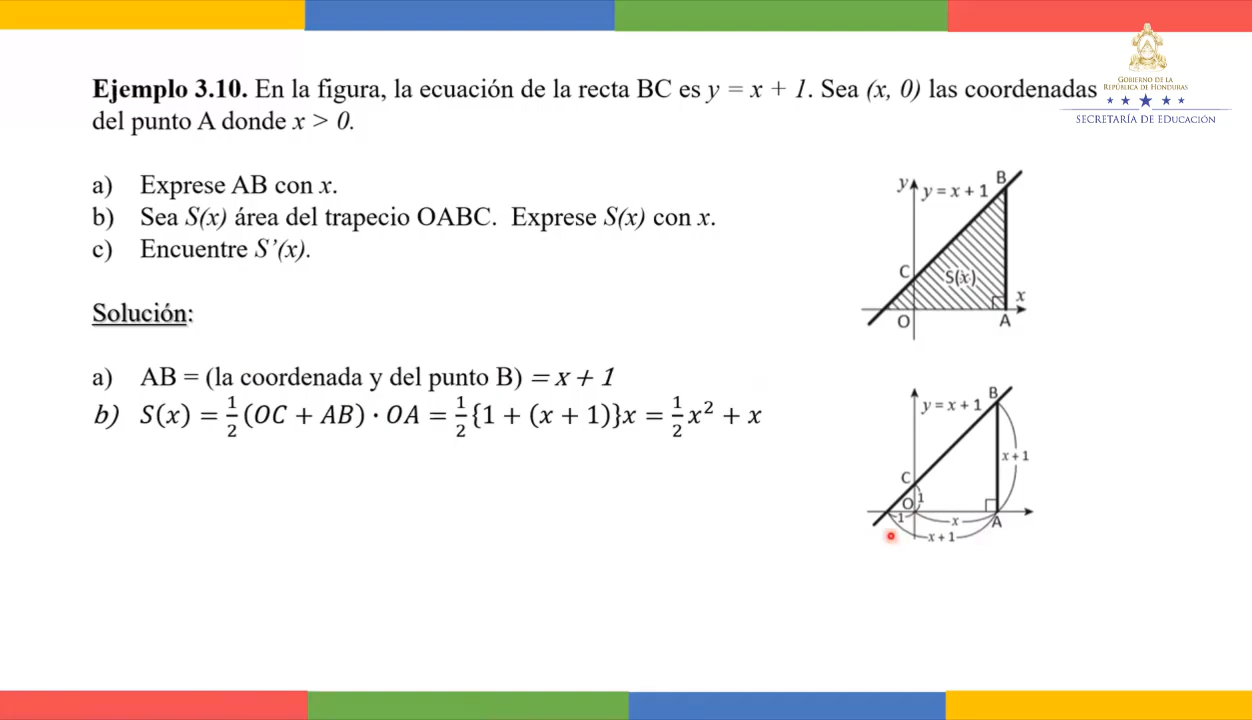 Ejemplo 3.10. En la figura, la ecuación de la recta BC es y = x + 1. Sea (x, 0) las coordenadas
del punto A donde x > 0.
GOBIERNO DE LA
REPÚBLICA DE HONDURAS
SECRETARÍA DE EDUCACIÓN
a) Exprese AB con x.
b) Sea S(x) área del trapecio OABC. Exprese S(x) con x.
c) Encuentre S'(x).
y
y = x + 1
B
C
S(x)
x
O
A
Solución:
a) AB = (la coordenada y del punto B) = x + 1
b) S(x) = 1/2 (OC + AB) · OA = 1/2 {1 + (x + 1)}x = 1/2 x² + x
y = x + 1
B
x + 1
C
O
1
1
x
A
x + 1